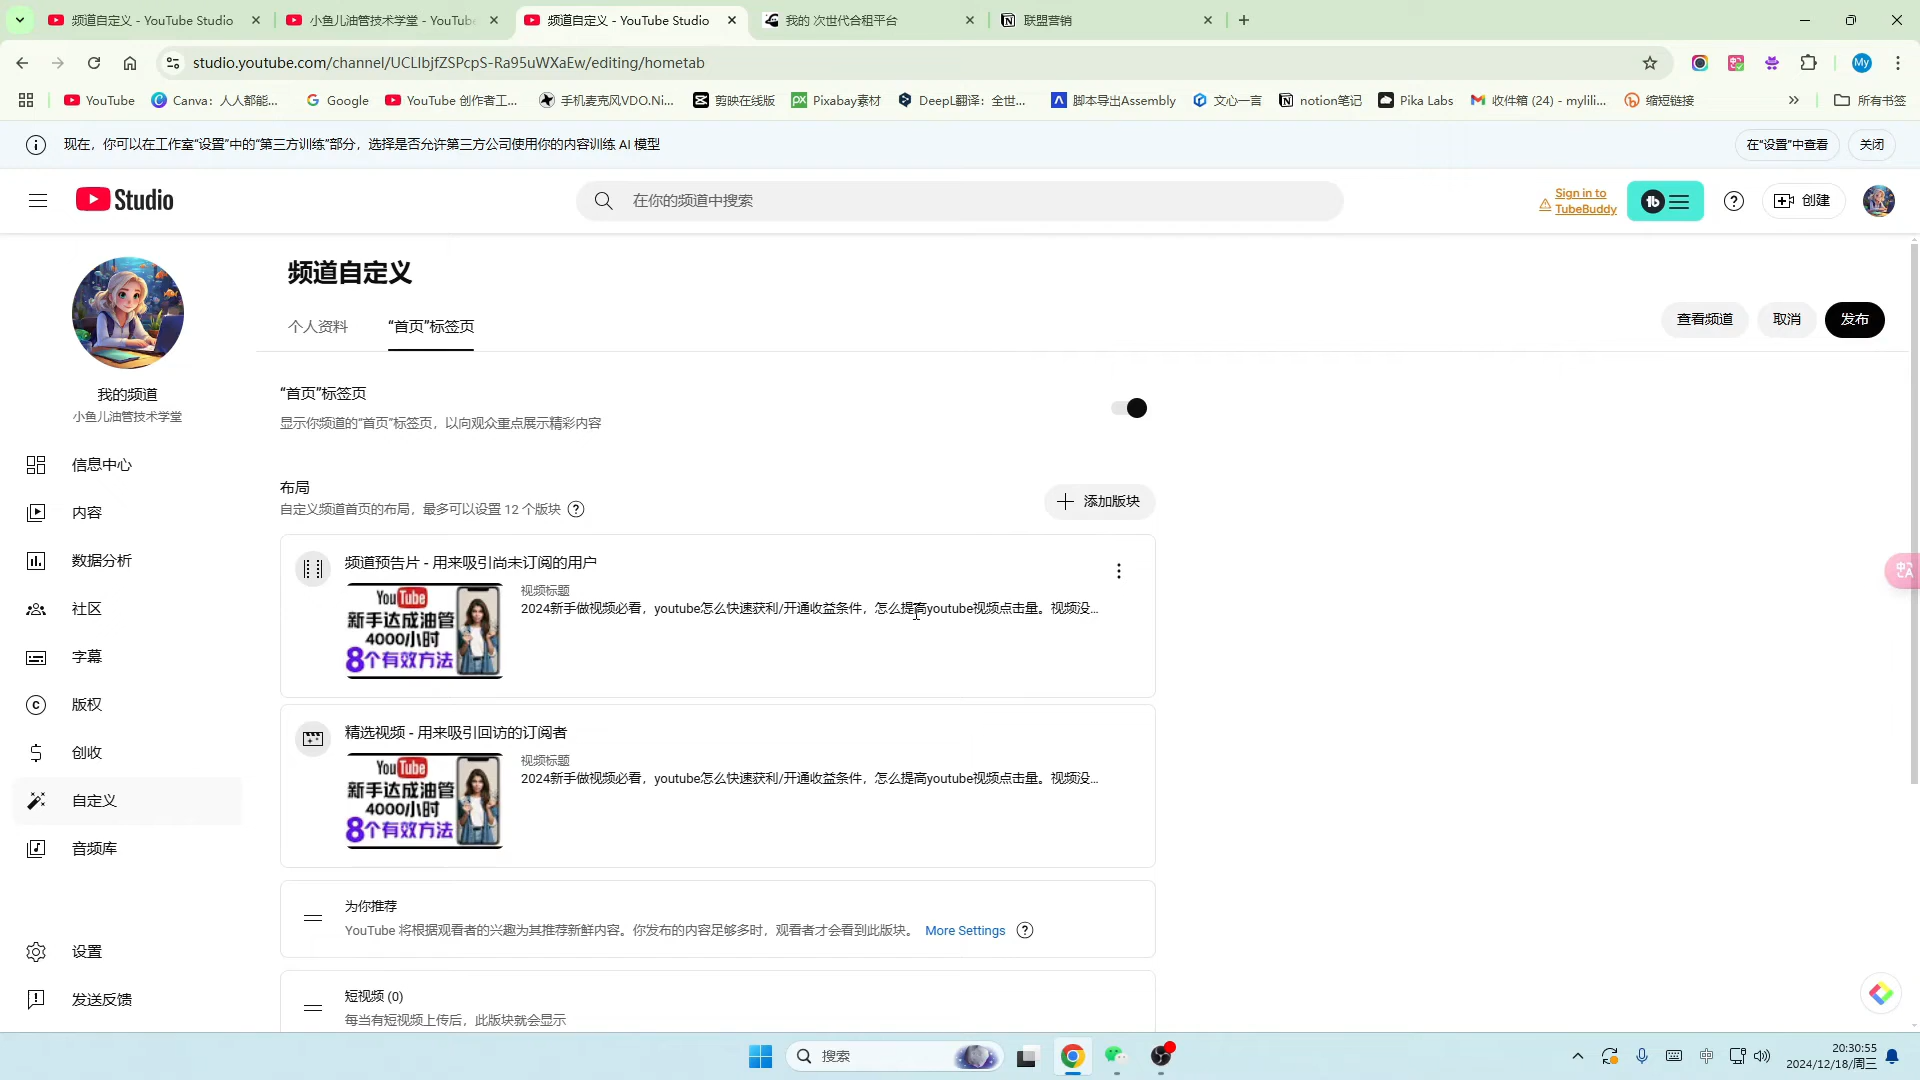 频道自定义 - YouTube Studio
小鱼儿油管技术学堂 - YouTube
频道自定义 - YouTube Studio
我的 次世代合租平台
联盟营销
studio.youtube.com/channel/UCLIbjfZSPcpS-Ra95uWXaEw/editing/hometab
My
YouTube
Canva：人人都能...
Google
YouTube 创作者工...
手机麦克风VDO.Ni...
剪映在线版
Pixabay素材
DeepL翻译：全世...
脚本导出Assembly
文心一言
notion笔记
Pika Labs
收件箱 (24) - mylili...
缩短链接
所有书签
现在，你可以在工作室“设置”中的“第三方训练”部分，选择是否允许第三方公司使用你的内容训练 AI 模型
在“设置”中查看
关闭
Studio
在你的频道中搜索
Sign in to
TubeBuddy
创建
频道自定义
个人资料
“首页”标签页
查看频道
取消
发布
我的频道
小鱼儿油管技术学堂
信息中心
内容
数据分析
社区
字幕
版权
创收
自定义
音频库
设置
发送反馈
“首页”标签页
显示你频道的“首页”标签页，以向观众重点展示精彩内容
布局
自定义频道首页的布局，最多可以设置 12 个版块
添加版块
频道预告片 - 用来吸引尚未订阅的用户
YouTube
新手达成油管
4000小时
8个有效方法
视频标题
2024新手做视频必看，youtube怎么快速获利/开通收益条件，怎么提高youtube视频点击量。视频没...
精选视频 - 用来吸引回访的订阅者
YouTube
新手达成油管
4000小时
8个有效方法
视频标题
2024新手做视频必看，youtube怎么快速获利/开通收益条件，怎么提高youtube视频点击量。视频没...
为你推荐
YouTube 将根据观看者的兴趣为其推荐新鲜内容。你发布的内容足够多时，观看者才会看到此版块。 More Settings
短视频 (0)
每当有短视频上传后，此版块就会显示
搜索
中
20:30:55
2024/12/18/周三